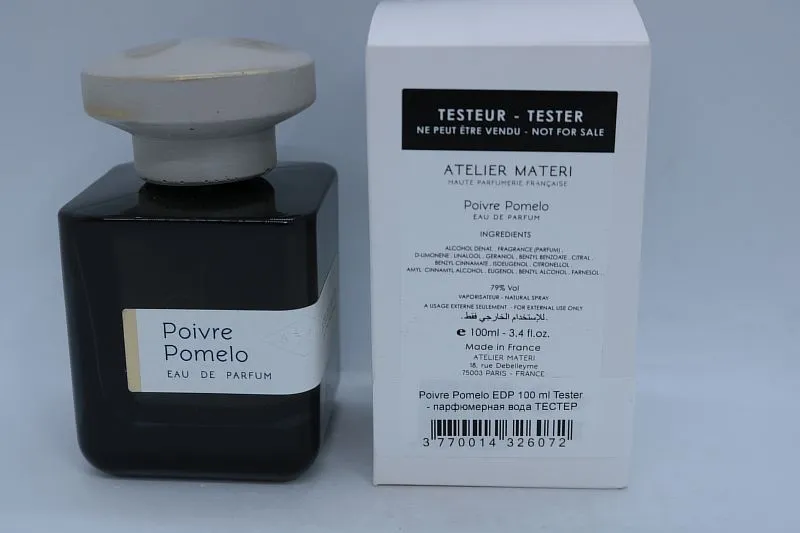 Poivre
Pomelo
EAU DE PARFUM
TESTEUR - TESTER
NE PEUT ÊTRE VENDU - NOT FOR SALE
ATELIER MATERI
HAUTE PARFUMERIE FRANÇAISE
Poivre Pomelo
EAU DE PARFUM
INGREDIENTS
ALCOHOL DENAT. . FRAGRANCE (PARFUM) .
D-LIMONENE . LINALOOL . GERANIOL . BENZYL BENZOATE . CITRAL .
BENZYL CINNAMATE . ISOEUGENOL . CITRONELLOL .
AMYL CINNAMYL ALCOHOL . EUGENOL . BENZYL ALCOHOL . FARNESOL .
79% Vol
VAPORISATEUR - NATURAL SPRAY
A USAGE EXTERNE SEULEMENT. - FOR EXTERNAL USE ONLY
.للإستخدام الخارجي فقط.
e 100ml - 3.4 fl.oz.
Made in France
ATELIER MATERI
18, rue Debelleyme
75003 PARIS - FRANCE
Poivre Pomelo EDP 100 ml Tester
- парфюмерная вода ТЕСТЕР
3 770014 326072